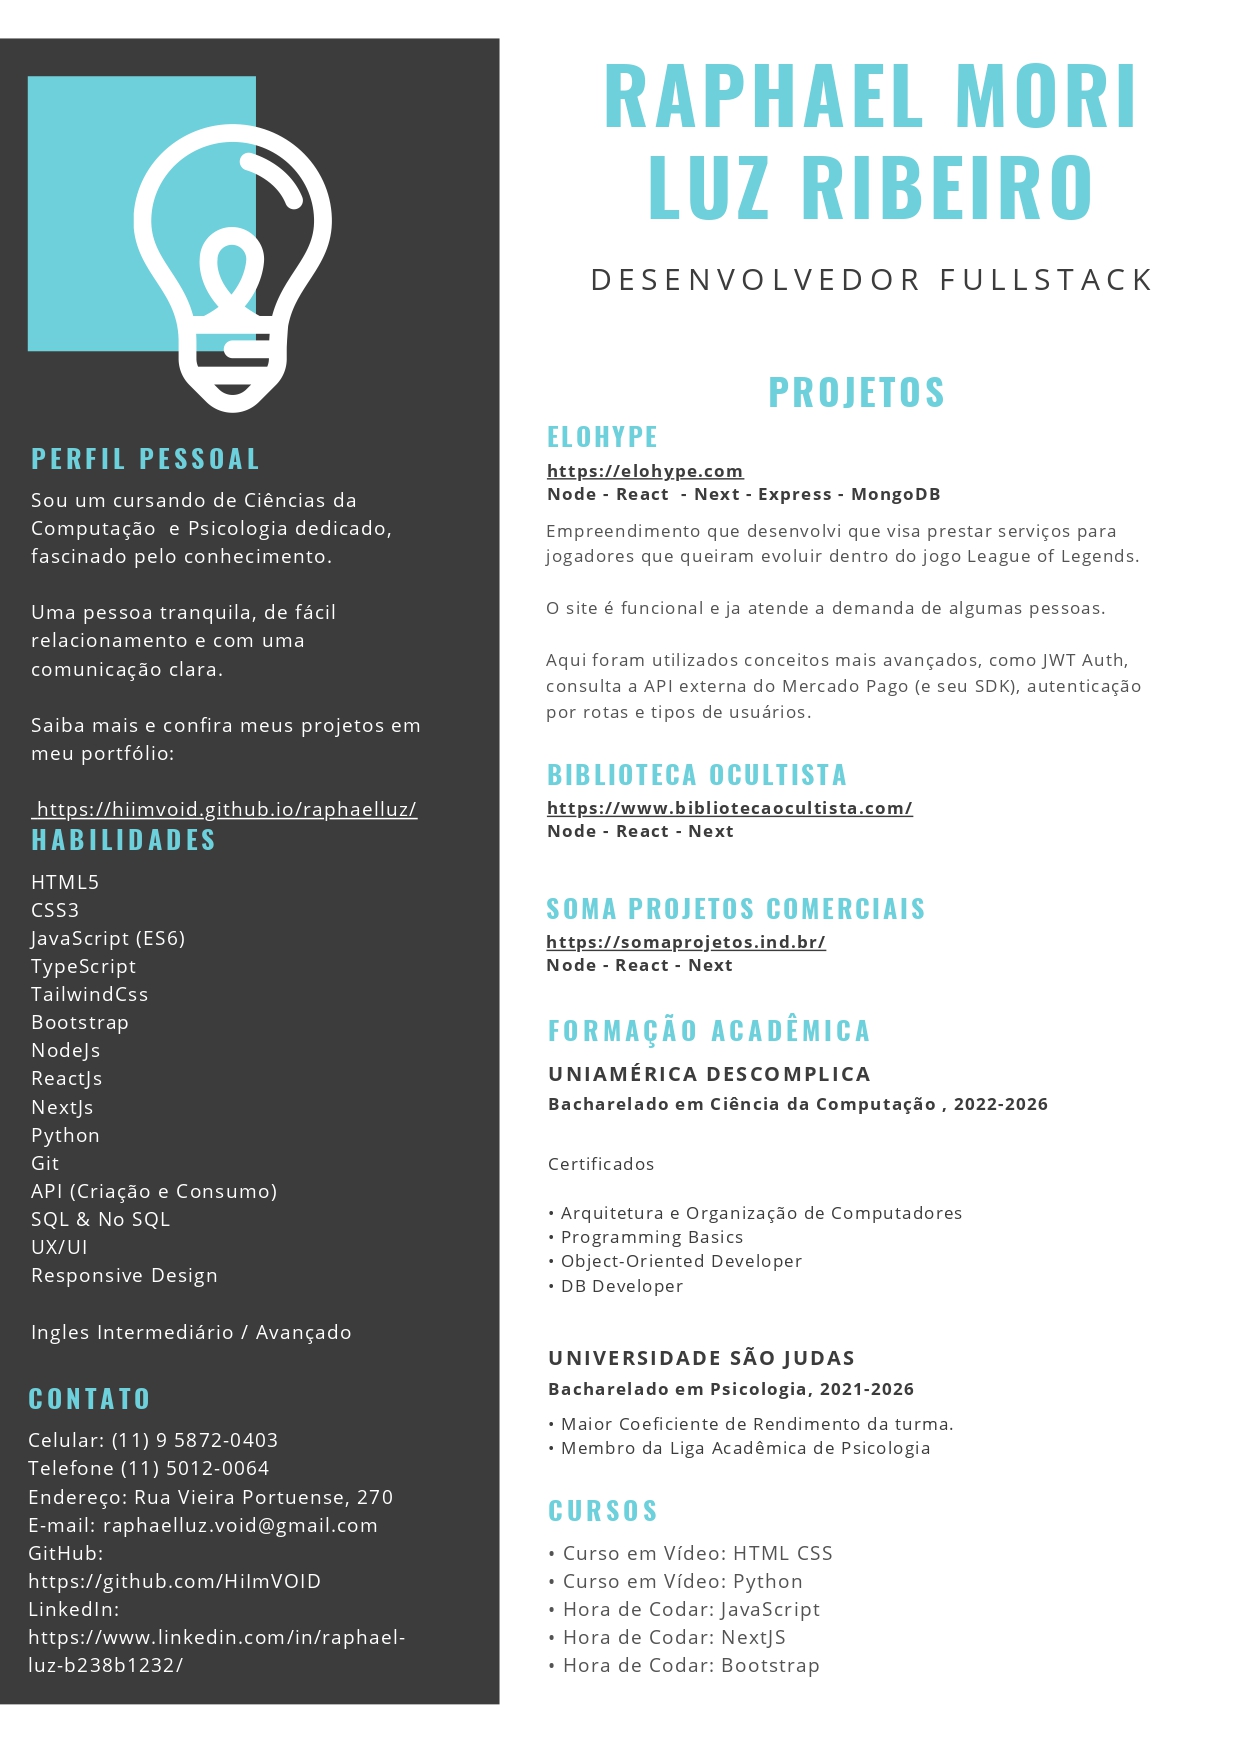 RAPHAEL MORI
LUZ RIBEIRO
DESENVOLVEDOR FULLSTACK
PERFIL PESSOAL
Sou um cursando de Ciências da
Computação  e Psicologia dedicado,
fascinado pelo conhecimento.
Uma pessoa tranquila, de fácil
relacionamento e com uma
comunicação clara.
Saiba mais e confira meus projetos em
meu portfólio:
https://hiimvoid.github.io/raphaelluz/
HABILIDADES
HTML5
CSS3
JavaScript (ES6)
TypeScript
TailwindCss
Bootstrap
NodeJs
ReactJs
NextJs
Python
Git
API (Criação e Consumo)
SQL & No SQL
UX/UI
Responsive Design
Ingles Intermediário / Avançado
CONTATO
Celular: (11) 9 5872-0403
Telefone (11) 5012-0064
Endereço: Rua Vieira Portuense, 270
E-mail: raphaelluz.void@gmail.com
GitHub:
https://github.com/HiImVOID
LinkedIn:
https://www.linkedin.com/in/raphael-
luz-b238b1232/
PROJETOS
ELOHYPE
https://elohype.com
Node - React  - Next - Express - MongoDB
Empreendimento que desenvolvi que visa prestar serviços para
jogadores que queiram evoluir dentro do jogo League of Legends.
O site é funcional e ja atende a demanda de algumas pessoas.
Aqui foram utilizados conceitos mais avançados, como JWT Auth,
consulta a API externa do Mercado Pago (e seu SDK), autenticação
por rotas e tipos de usuários.
BIBLIOTECA OCULTISTA
https://www.bibliotecaocultista.com/
Node - React - Next
SOMA PROJETOS COMERCIAIS
https://somaprojetos.ind.br/
Node - React - Next
FORMAÇÃO ACADÊMICA
UNIAMÉRICA DESCOMPLICA
Bacharelado em Ciência da Computação , 2022-2026
Certificados
• Arquitetura e Organização de Computadores
• Programming Basics
• Object-Oriented Developer
• DB Developer
UNIVERSIDADE SÃO JUDAS
Bacharelado em Psicologia, 2021-2026
• Maior Coeficiente de Rendimento da turma.
• Membro da Liga Acadêmica de Psicologia
CURSOS
• Curso em Vídeo: HTML CSS
• Curso em Vídeo: Python
• Hora de Codar: JavaScript
• Hora de Codar: NextJS
• Hora de Codar: Bootstrap